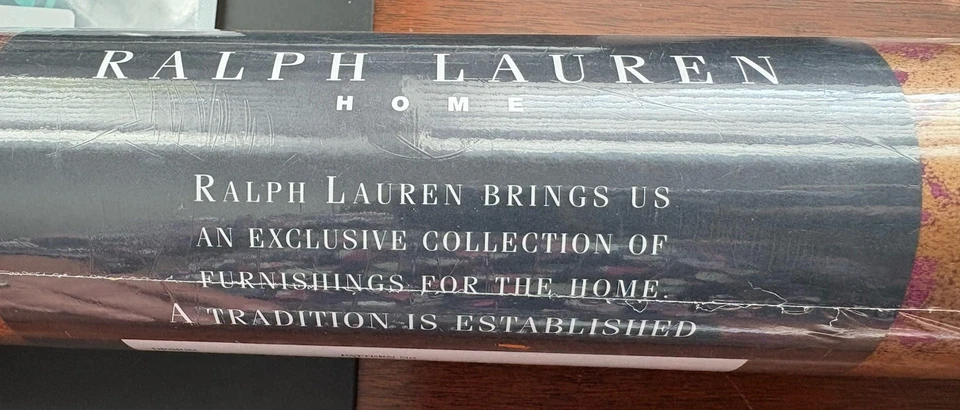 RALPH LAUREN
HOME
RALPH LAUREN BRINGS US
AN EXCLUSIVE COLLECTION OF
FURNISHINGS FOR THE HOME.
A TRADITION IS ESTABLISHED